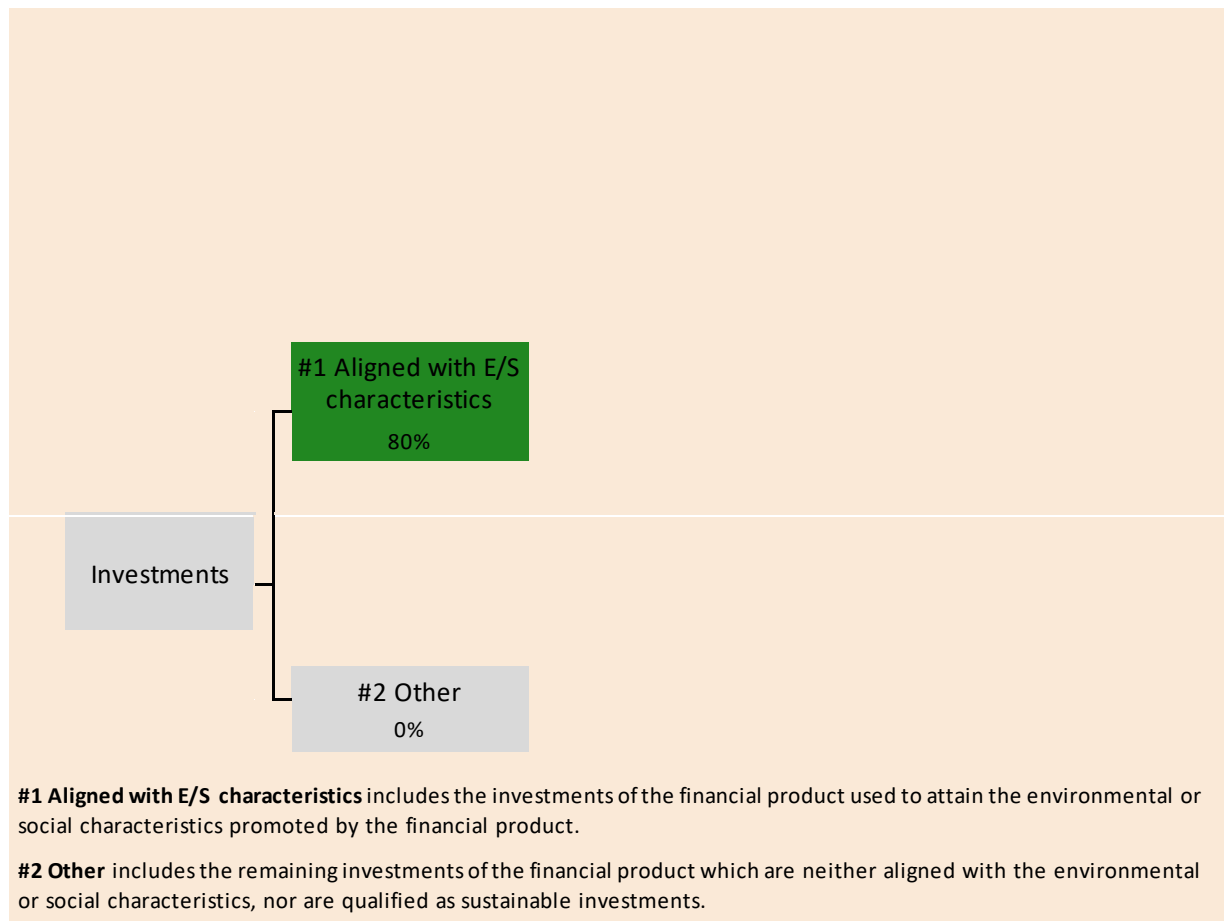 #1 Aligned with E/S
characteristics
80%
Investments
#2 Other
0%
#1 Aligned with E/S characteristics includes the investments of the financial product used to attain the environmental or
social characteristics promoted by the financial product.
#2 Other includes the remaining investments of the financial product which are neither aligned with the environmental
or social characteristics, nor are qualified as sustainable investments.